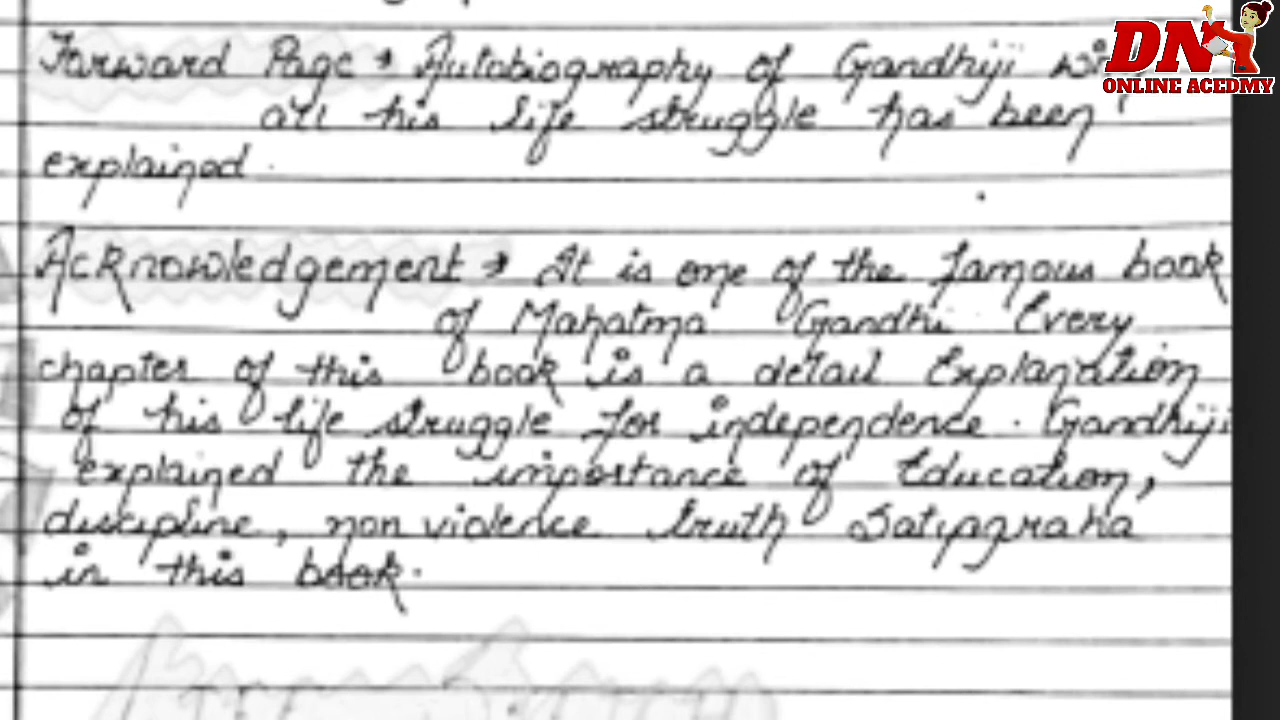 Forward Page → Autobiography of Gandhiji
all his life struggle has been
explained.
Acknowledgement → It is one of the famous book
of Mahatma Gandhi Every
chapter of this book is a detail Explanation
of his life struggle for independence. Gandhiji
explained the importance of Education,
discipline, non violence truth Satyagraha
in this book.
DN
ONLINE ACEDMY